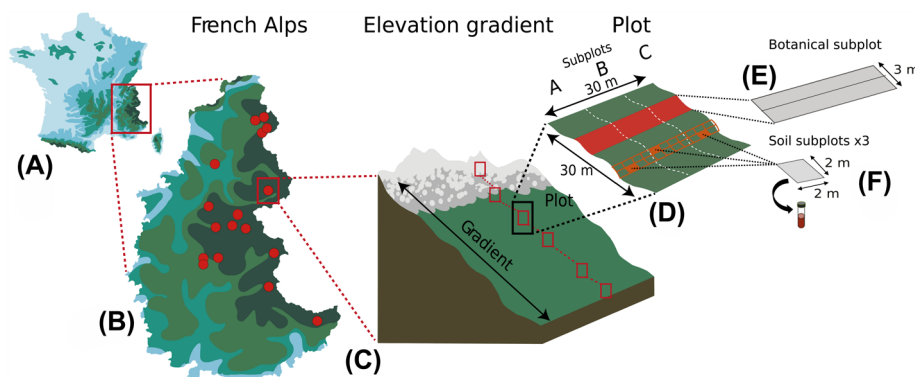 French Alps
Elevation gradient
Plot
Subplots
A
B
C
30 m
30 m
Botanical subplot
3 m
Soil subplots x3
2 m
2 m
Plot
Gradient
(A)
(B)
(C)
(D)
(E)
(F)